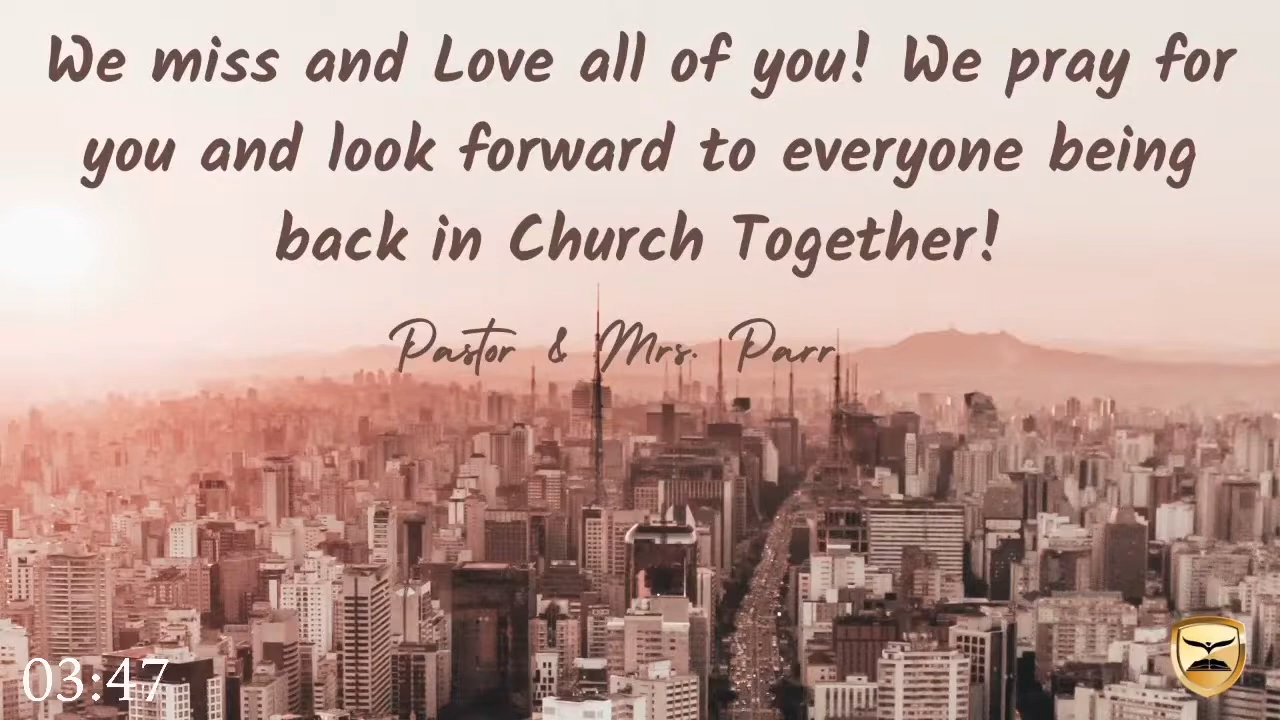 We miss and Love all of you! We pray for
you and look forward to everyone being
back in Church Together!
Pastor & Mrs. Parr
03:47